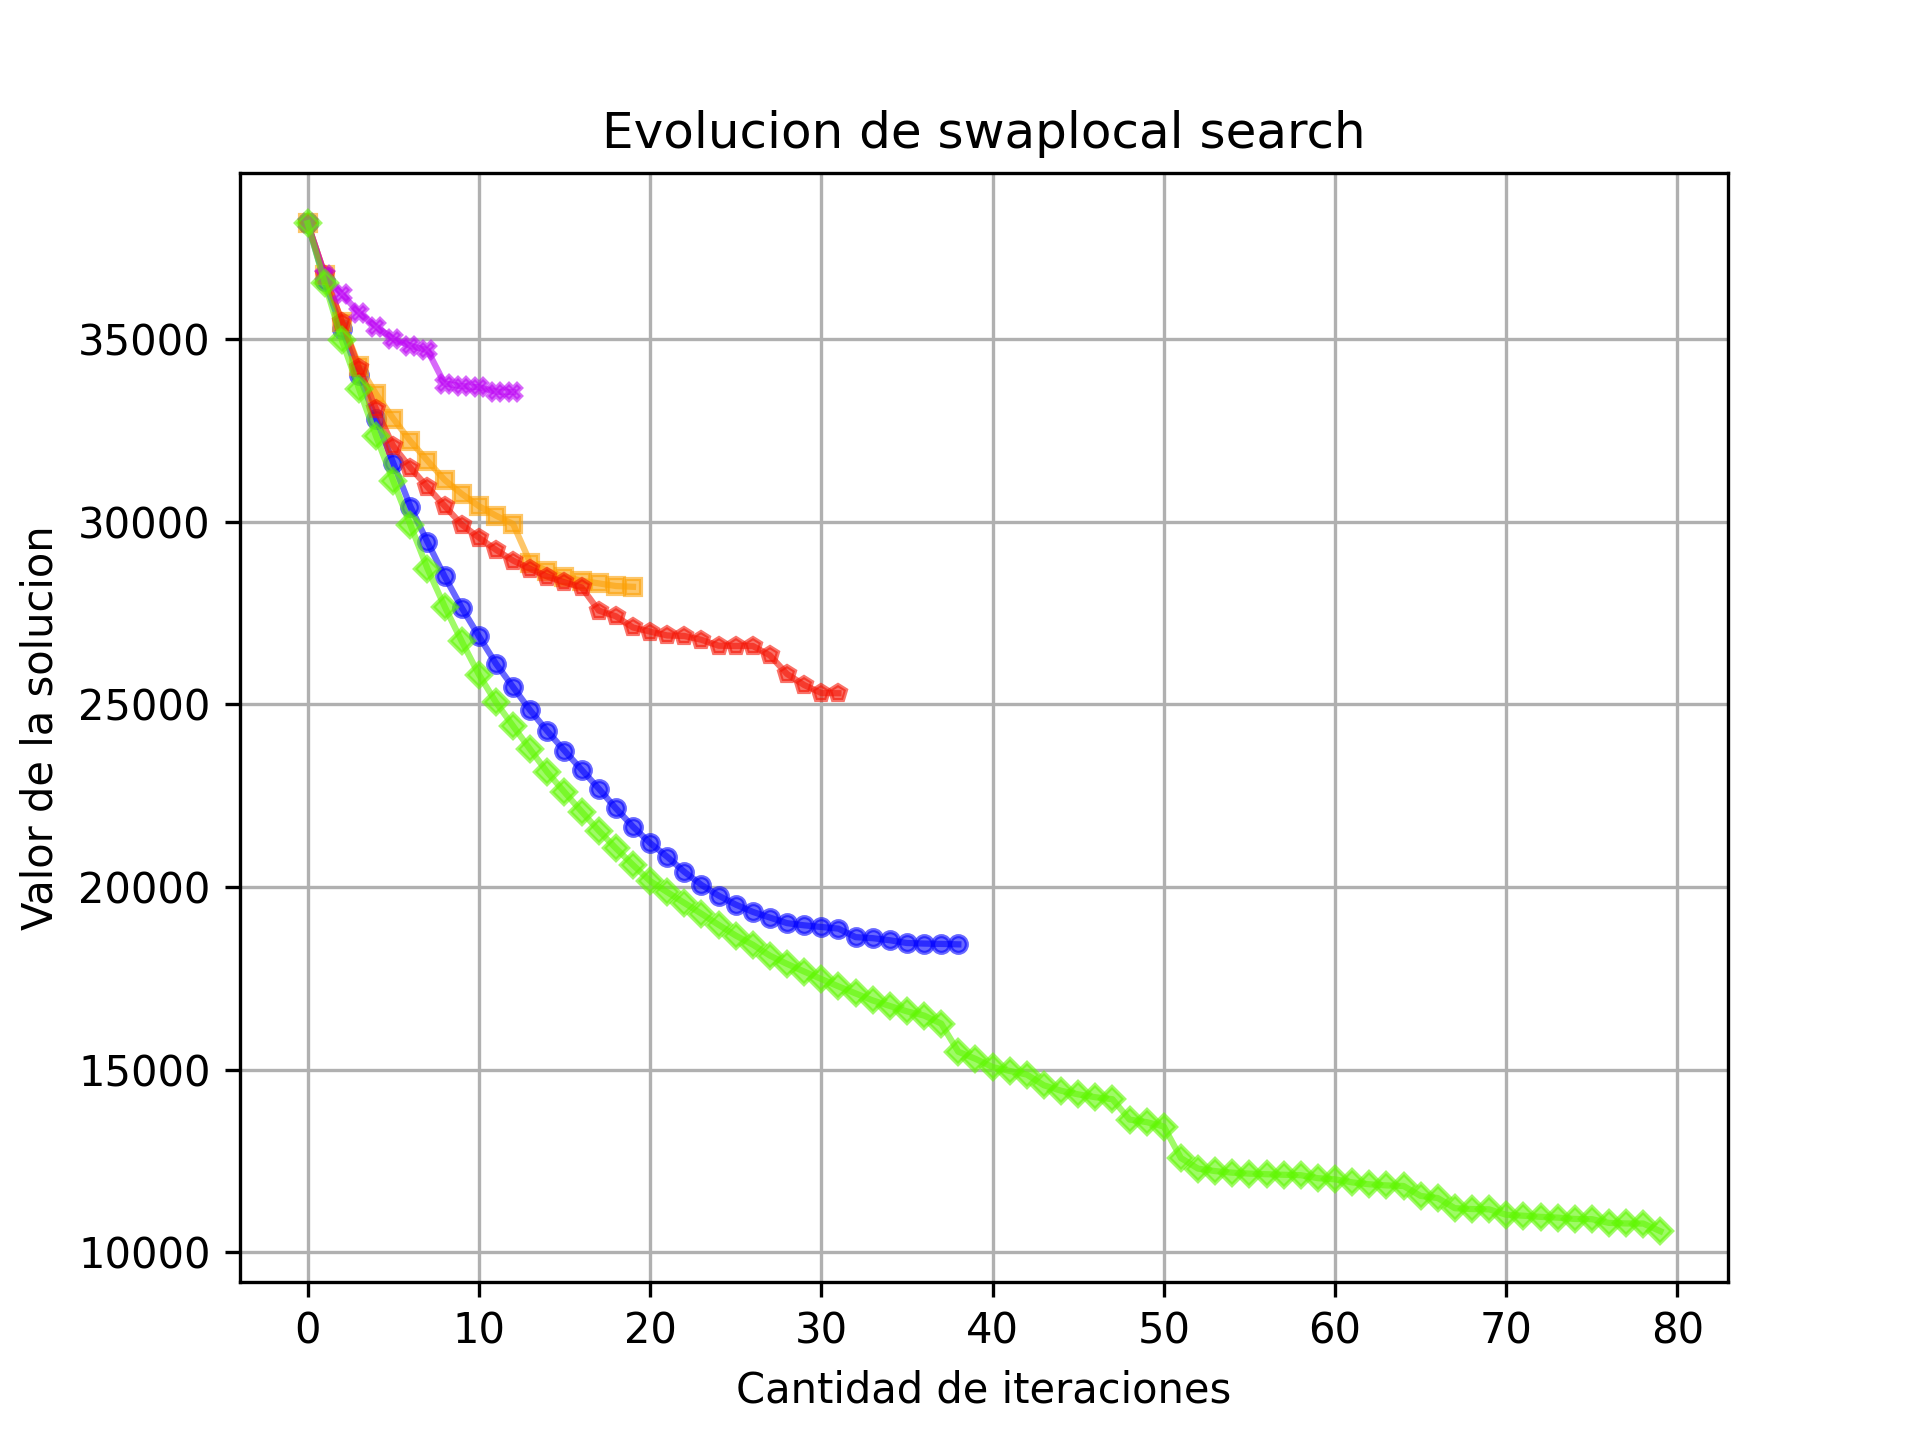 Evolucion de swaplocal search
Valor de la solucion
35000
30000
25000
20000
15000
10000
0 10 20 30 40 50 60 70 80
Cantidad de iteraciones